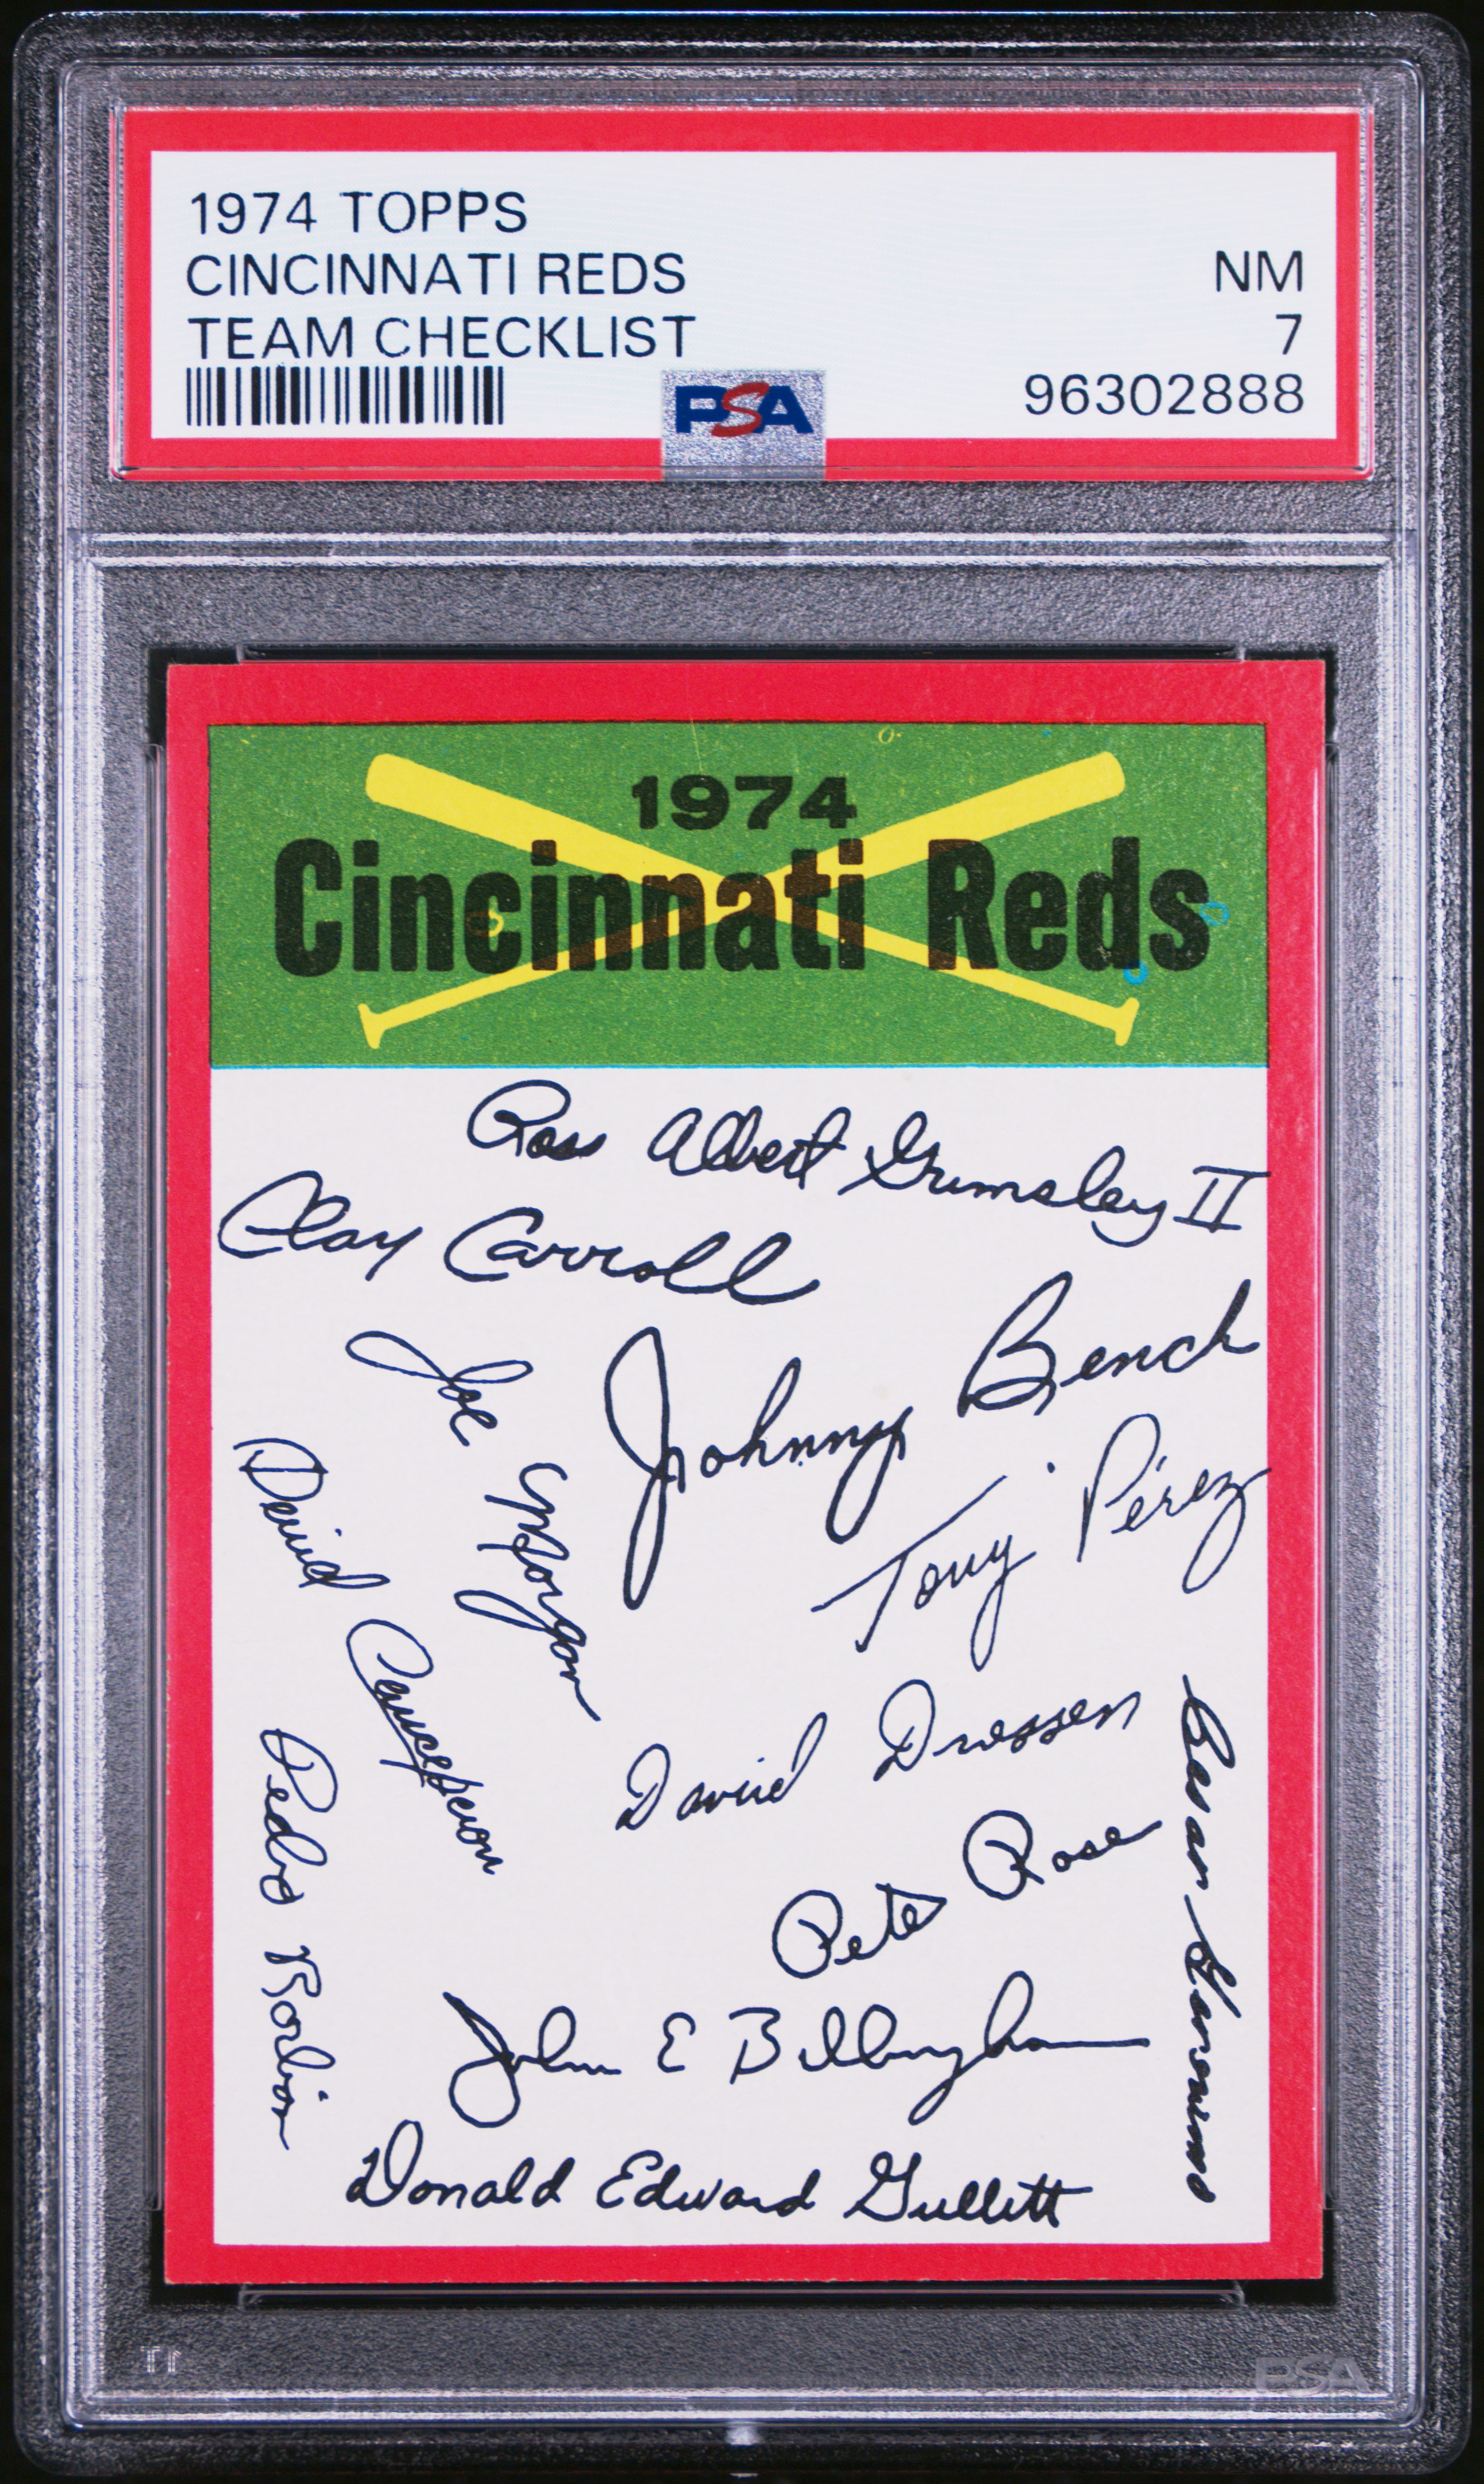 1974 TOPPS
CINCINNATI REDS
TEAM CHECKLIST
NM
7
96302888
PSA
1974
Cincinnati Reds
Ross Albert Grimsley II
Clay Carroll
Johnny Bench
Joe Morgan
Tony Pérez
David Concepcion
David Driessen
Cesar Geronimo
Pete Rose
Pedro Borbon
John E Billingham
Donald Edward Gullett
PSA